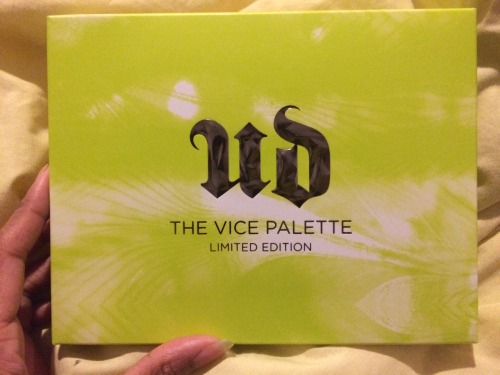 UD
THE VICE PALETTE
LIMITED EDITION